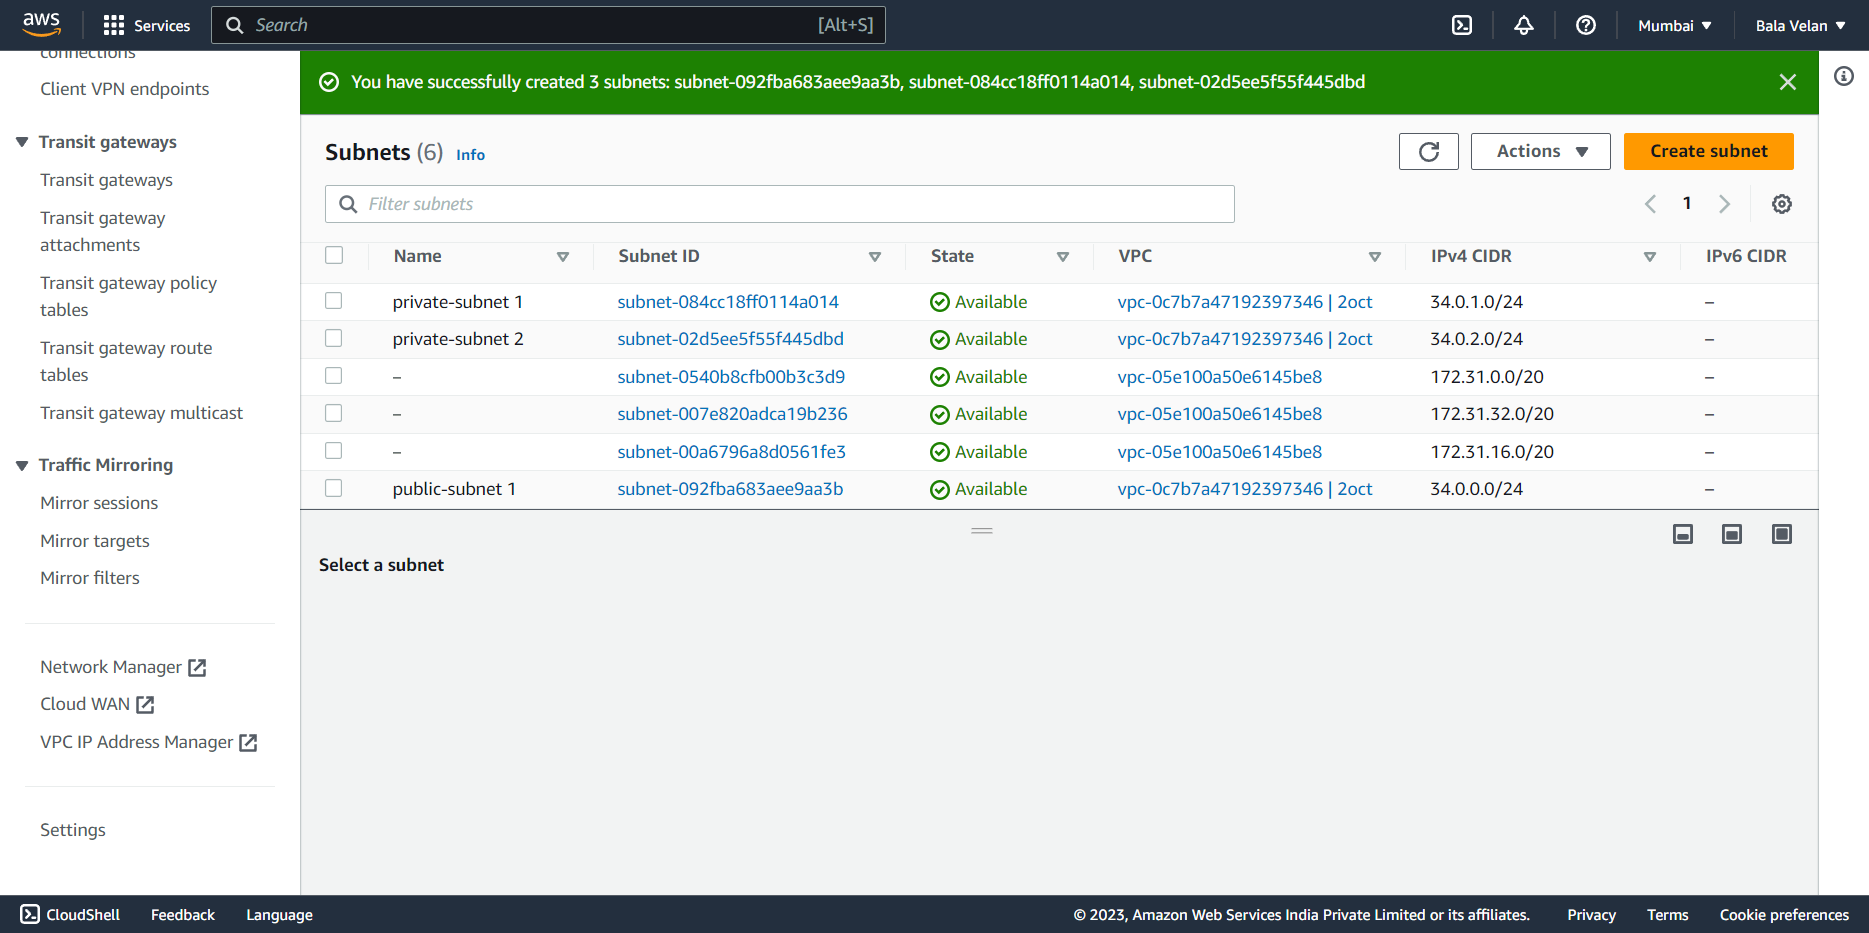 aws
Services
Search [Alt+S]
Mumbai
Bala Velan
connections
Client VPN endpoints
Transit gateways
Transit gateways
Transit gateway
attachments
Transit gateway policy
tables
Transit gateway route
tables
Transit gateway multicast
Traffic Mirroring
Mirror sessions
Mirror targets
Mirror filters
Network Manager
Cloud WAN
VPC IP Address Manager
Settings
You have successfully created 3 subnets: subnet-092fba683aee9aa3b, subnet-084cc18ff0114a014, subnet-02d5ee5f55f445dbd
Subnets (6) Info
Actions
Create subnet
Filter subnets
1
Name Subnet ID State VPC IPv4 CIDR IPv6 CIDR
private-subnet 1 subnet-084cc18ff0114a014 Available vpc-0c7b7a47192397346 | 2oct 34.0.1.0/24 –
private-subnet 2 subnet-02d5ee5f55f445dbd Available vpc-0c7b7a47192397346 | 2oct 34.0.2.0/24 –
– subnet-0540b8cfb00b3c3d9 Available vpc-05e100a50e6145be8 172.31.0.0/20 –
– subnet-007e820adca19b236 Available vpc-05e100a50e6145be8 172.31.32.0/20 –
– subnet-00a6796a8d0561fe3 Available vpc-05e100a50e6145be8 172.31.16.0/20 –
public-subnet 1 subnet-092fba683aee9aa3b Available vpc-0c7b7a47192397346 | 2oct 34.0.0.0/24 –
Select a subnet
CloudShell Feedback Language © 2023, Amazon Web Services India Private Limited or its affiliates. Privacy Terms Cookie preferences